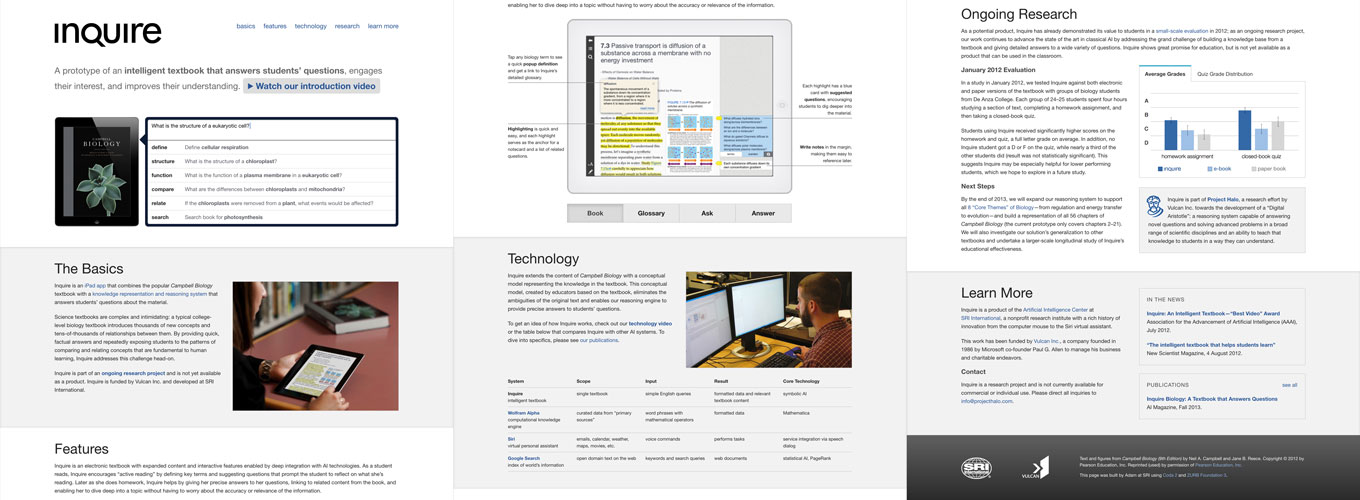 inquire
basics features technology research learn more
A prototype of an intelligent textbook that answers students' questions, engages
their interest, and improves their understanding. ▶ Watch our introduction video
CAMPBELL
BIOLOGY
What is the structure of a eukaryotic cell?
define Define cellular respiration
structure What is the structure of a chloroplast?
function What is the function of a plasma membrane in a eukaryotic cell?
compare What are the differences between chloroplasts and mitochondria?
relate If the chloroplasts were removed from a plant, what events would be affected?
search Search book for photosynthesis
The Basics
Inquire is an iPad app that combines the popular Campbell Biology
textbook with a knowledge representation and reasoning system that
answers students' questions about the material.
Science textbooks are complex and intimidating: a typical college-
level biology textbook introduces thousands of new concepts and
tens-of-thousands of relationships between them. By providing quick,
factual answers and repeatedly exposing students to the patterns of
comparing and relating concepts that are fundamental to human
learning, Inquire addresses this challenge head-on.
Inquire is part of an ongoing research project and is not yet available
as a product. Inquire is funded by Vulcan Inc. and developed at SRI
International.
Features
Inquire is an electronic textbook with expanded content and interactive features enabled by deep integration with AI technologies. As a student
reads, Inquire encourages "active reading" by defining key terms and suggesting questions that prompt the student to reflect on what she's
reading. Later as she does homework, Inquire helps by giving her precise answers to her questions, linking to related content from the book, and
enabling her to dive deep into a topic without having to worry about the accuracy or relevance of the information.
enabling her to dive deep into a topic without having to worry about the accuracy or relevance of the information.
Tap any biology term to see
a quick popup definition
and get a link to Inquire's
detailed glossary.
Highlighting is quick and
easy, and each highlight
serves as the anchor for a
notecard and a list of related
questions.
7.3 Passive transport is diffusion of a
substance across a membrane with no
energy investment
Each highlight has a blue
card with suggested
questions, encouraging
students to dig deeper into
the material.
Write notes in the margin,
making them easy to
reference later.
Book Glossary Ask Answer
Technology
Inquire extends the content of Campbell Biology with a conceptual
model representing the knowledge in the textbook. This conceptual
model, created by educators based on the textbook, eliminates the
ambiguities of the original text and enables our reasoning engine to
provide precise answers to students' questions.
To get an idea of how Inquire works, check out our technology video
or the table below that compares Inquire with other AI systems. To
dive into specifics, please see our publications.
System Scope Input Result Core Technology
Inquire single textbook simple English queries formatted data and relevant symbolic AI
intelligent textbook textbook content
Wolfram Alpha curated data from "primary word phrases with formatted data Mathematica
computational knowledge sources" mathematical operators
engine
Siri emails, calendar, weather, voice commands performs tasks service integration via speech
virtual personal assistant maps, movies, etc. dialog
Google Search open domain text on the web keywords and search queries web documents statistical AI, PageRank
index of world's information
Ongoing Research
As a potential product, Inquire has already demonstrated its value to students in a small-scale evaluation in 2012; as an ongoing research project,
our work continues to advance the state of the art in classical AI by addressing the grand challenge of building a knowledge base from a
textbook and giving detailed answers to a wide variety of questions. Inquire shows great promise for education, but is not yet available as a
product that can be used in the classroom.
January 2012 Evaluation
In a study in January 2012, we tested Inquire against both electronic
and paper versions of the textbook with groups of biology students
from De Anza College. Each group of 24–25 students spent four hours
studying a section of text, completing a homework assignment, and
then taking a closed-book quiz.
Students using Inquire received significantly higher scores on the
homework and quiz, a full letter grade on average. In addition, no
Inquire student got a D or F on the quiz, while nearly a third of the
other students did (result was not statistically significant). This
suggests Inquire may be especially helpful for lower performing
students, which we hope to explore in a future study.
Next Steps
By the end of 2013, we will expand our reasoning system to support
all 8 "Core Themes" of Biology—from regulation and energy transfer
to evolution—and build a representation of all 56 chapters of
Campbell Biology (the current prototype only covers chapters 2–21).
We will also investigate our solution's generalization to other
textbooks and undertake a larger-scale longitudinal study of Inquire's
educational effectiveness.
Average Grades Quiz Grade Distribution
A
B
C
D
homework assignment closed-book quiz
inquire e-book paper book
Inquire is part of Project Halo, a research effort by
Vulcan Inc. towards the development of a "Digital
Aristotle": a reasoning system capable of answering
novel questions and solving advanced problems in a broad
range of scientific disciplines and an ability to teach that
knowledge to students in a way they can understand.
Learn More
Inquire is a product of the Artificial Intelligence Center at
SRI International, a nonprofit research institute with a rich history of
innovation from the computer mouse to the Siri virtual assistant.
This work has been funded by Vulcan Inc., a company founded in
1986 by Microsoft co-founder Paul G. Allen to manage his business
and charitable endeavors.
Contact
Inquire is a research project and is not currently available for
commercial or individual use. Please direct all inquiries to
info@projecthalo.com.
IN THE NEWS
Inquire: An Intelligent Textbook—"Best Video" Award
Association for the Advancement of Artificial Intelligence (AAAI),
July 2012.
"The intelligent textbook that helps students learn"
New Scientist Magazine, 4 August 2012.
PUBLICATIONS see all
Inquire Biology: A Textbook that Answers Questions
AI Magazine, Fall 2013.
SRI
VULCAN
Text and figures from Campbell Biology (9th Edition) by Neil A. Campbell and Jane B. Reece. Copyright © 2012 by
Pearson Education, Inc. Reprinted (used) by permission of Pearson Education, Inc.
This page was built by Adam at SRI using Coda 2 and ZURB Foundation 5.